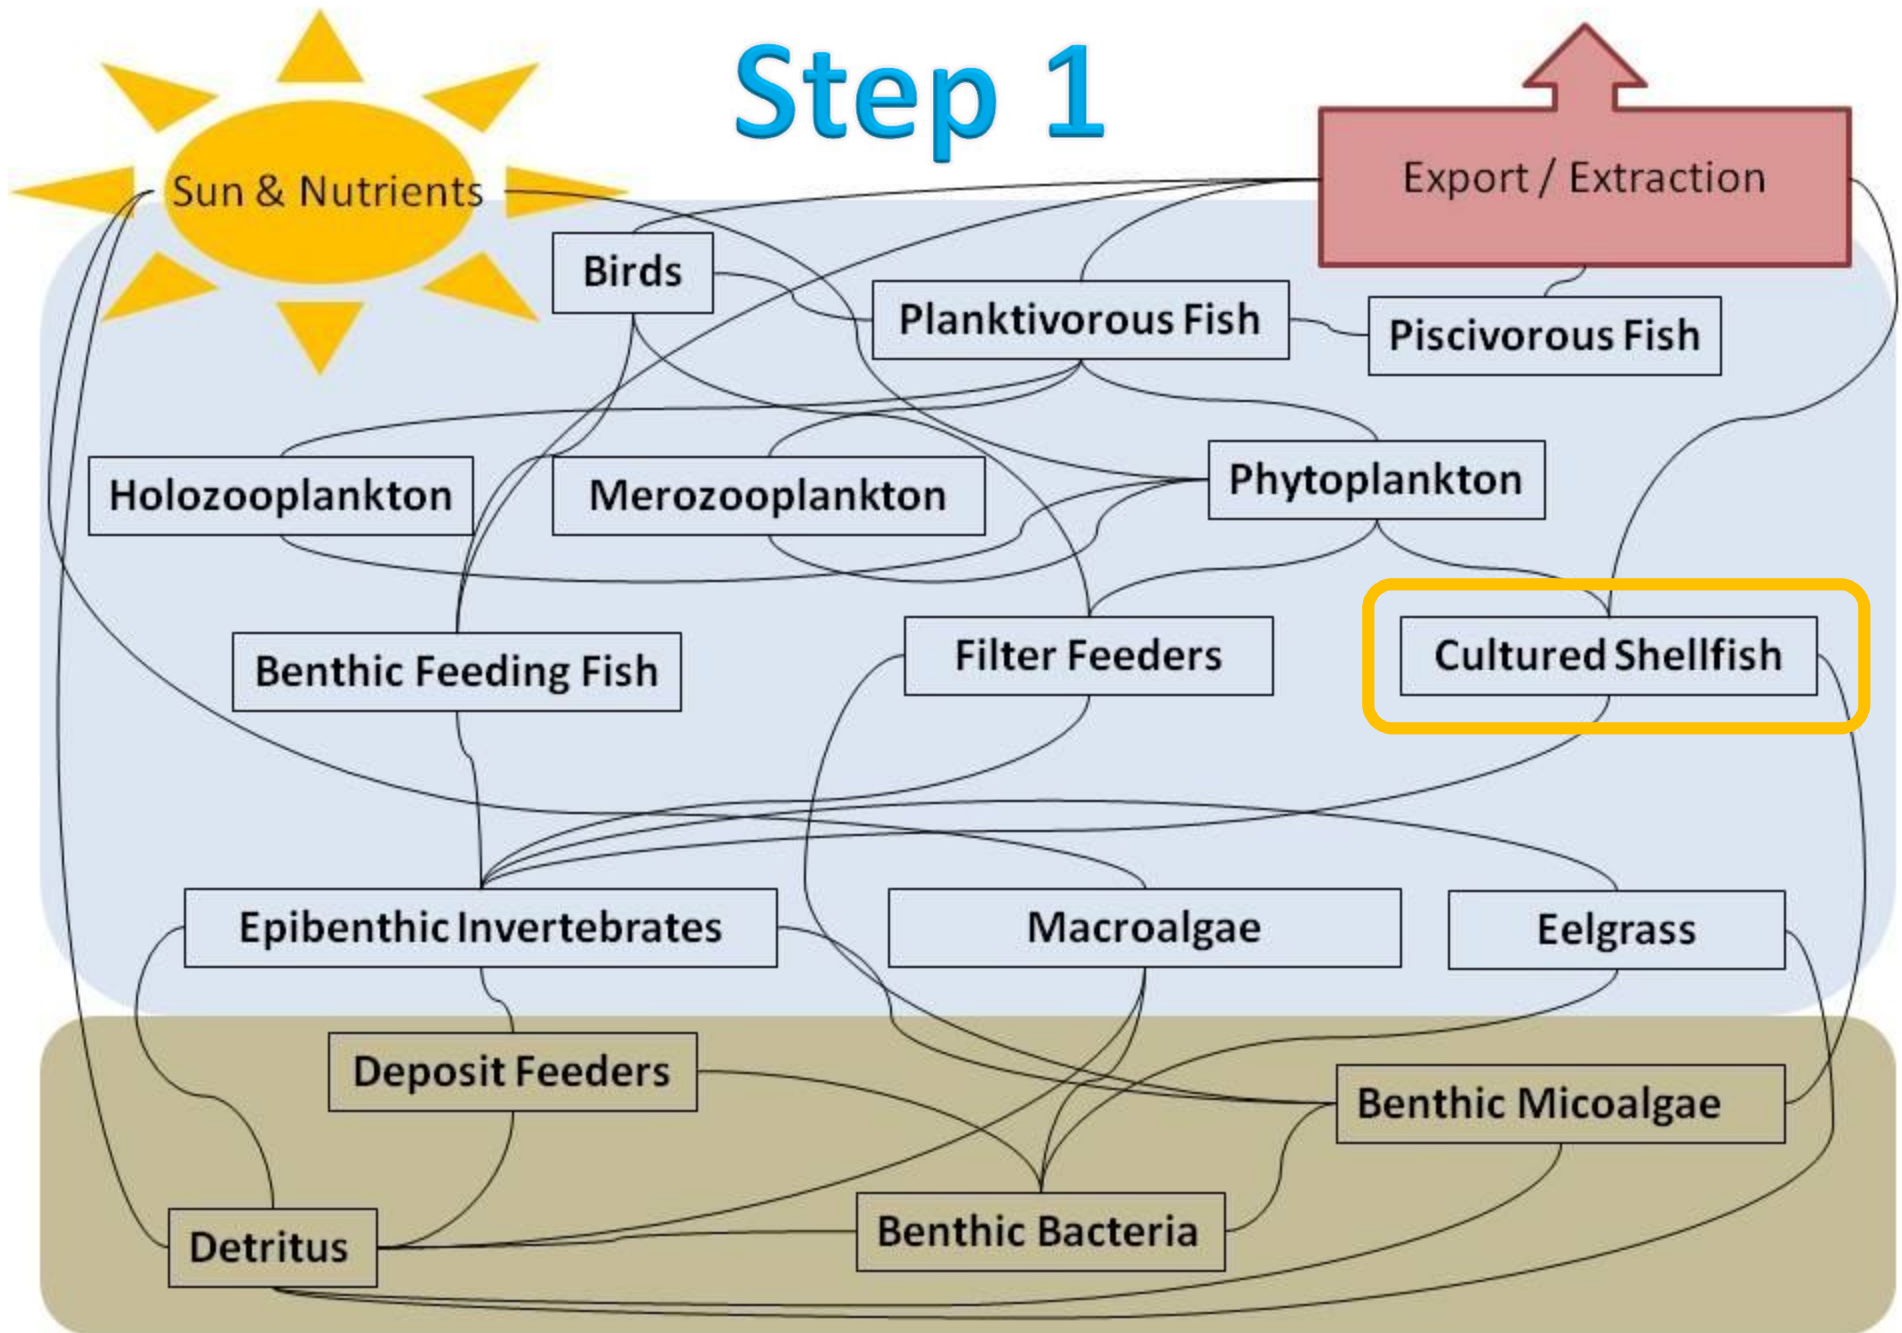 Step 1
Sun & Nutrients
Export / Extraction
Birds
Planktivorous Fish
Piscivorous Fish
Holozooplankton
Merozooplankton
Phytoplankton
Benthic Feeding Fish
Filter Feeders
Cultured Shellfish
Epibenthic Invertebrates
Macroalgae
Eelgrass
Deposit Feeders
Benthic Micoalgae
Detritus
Benthic Bacteria